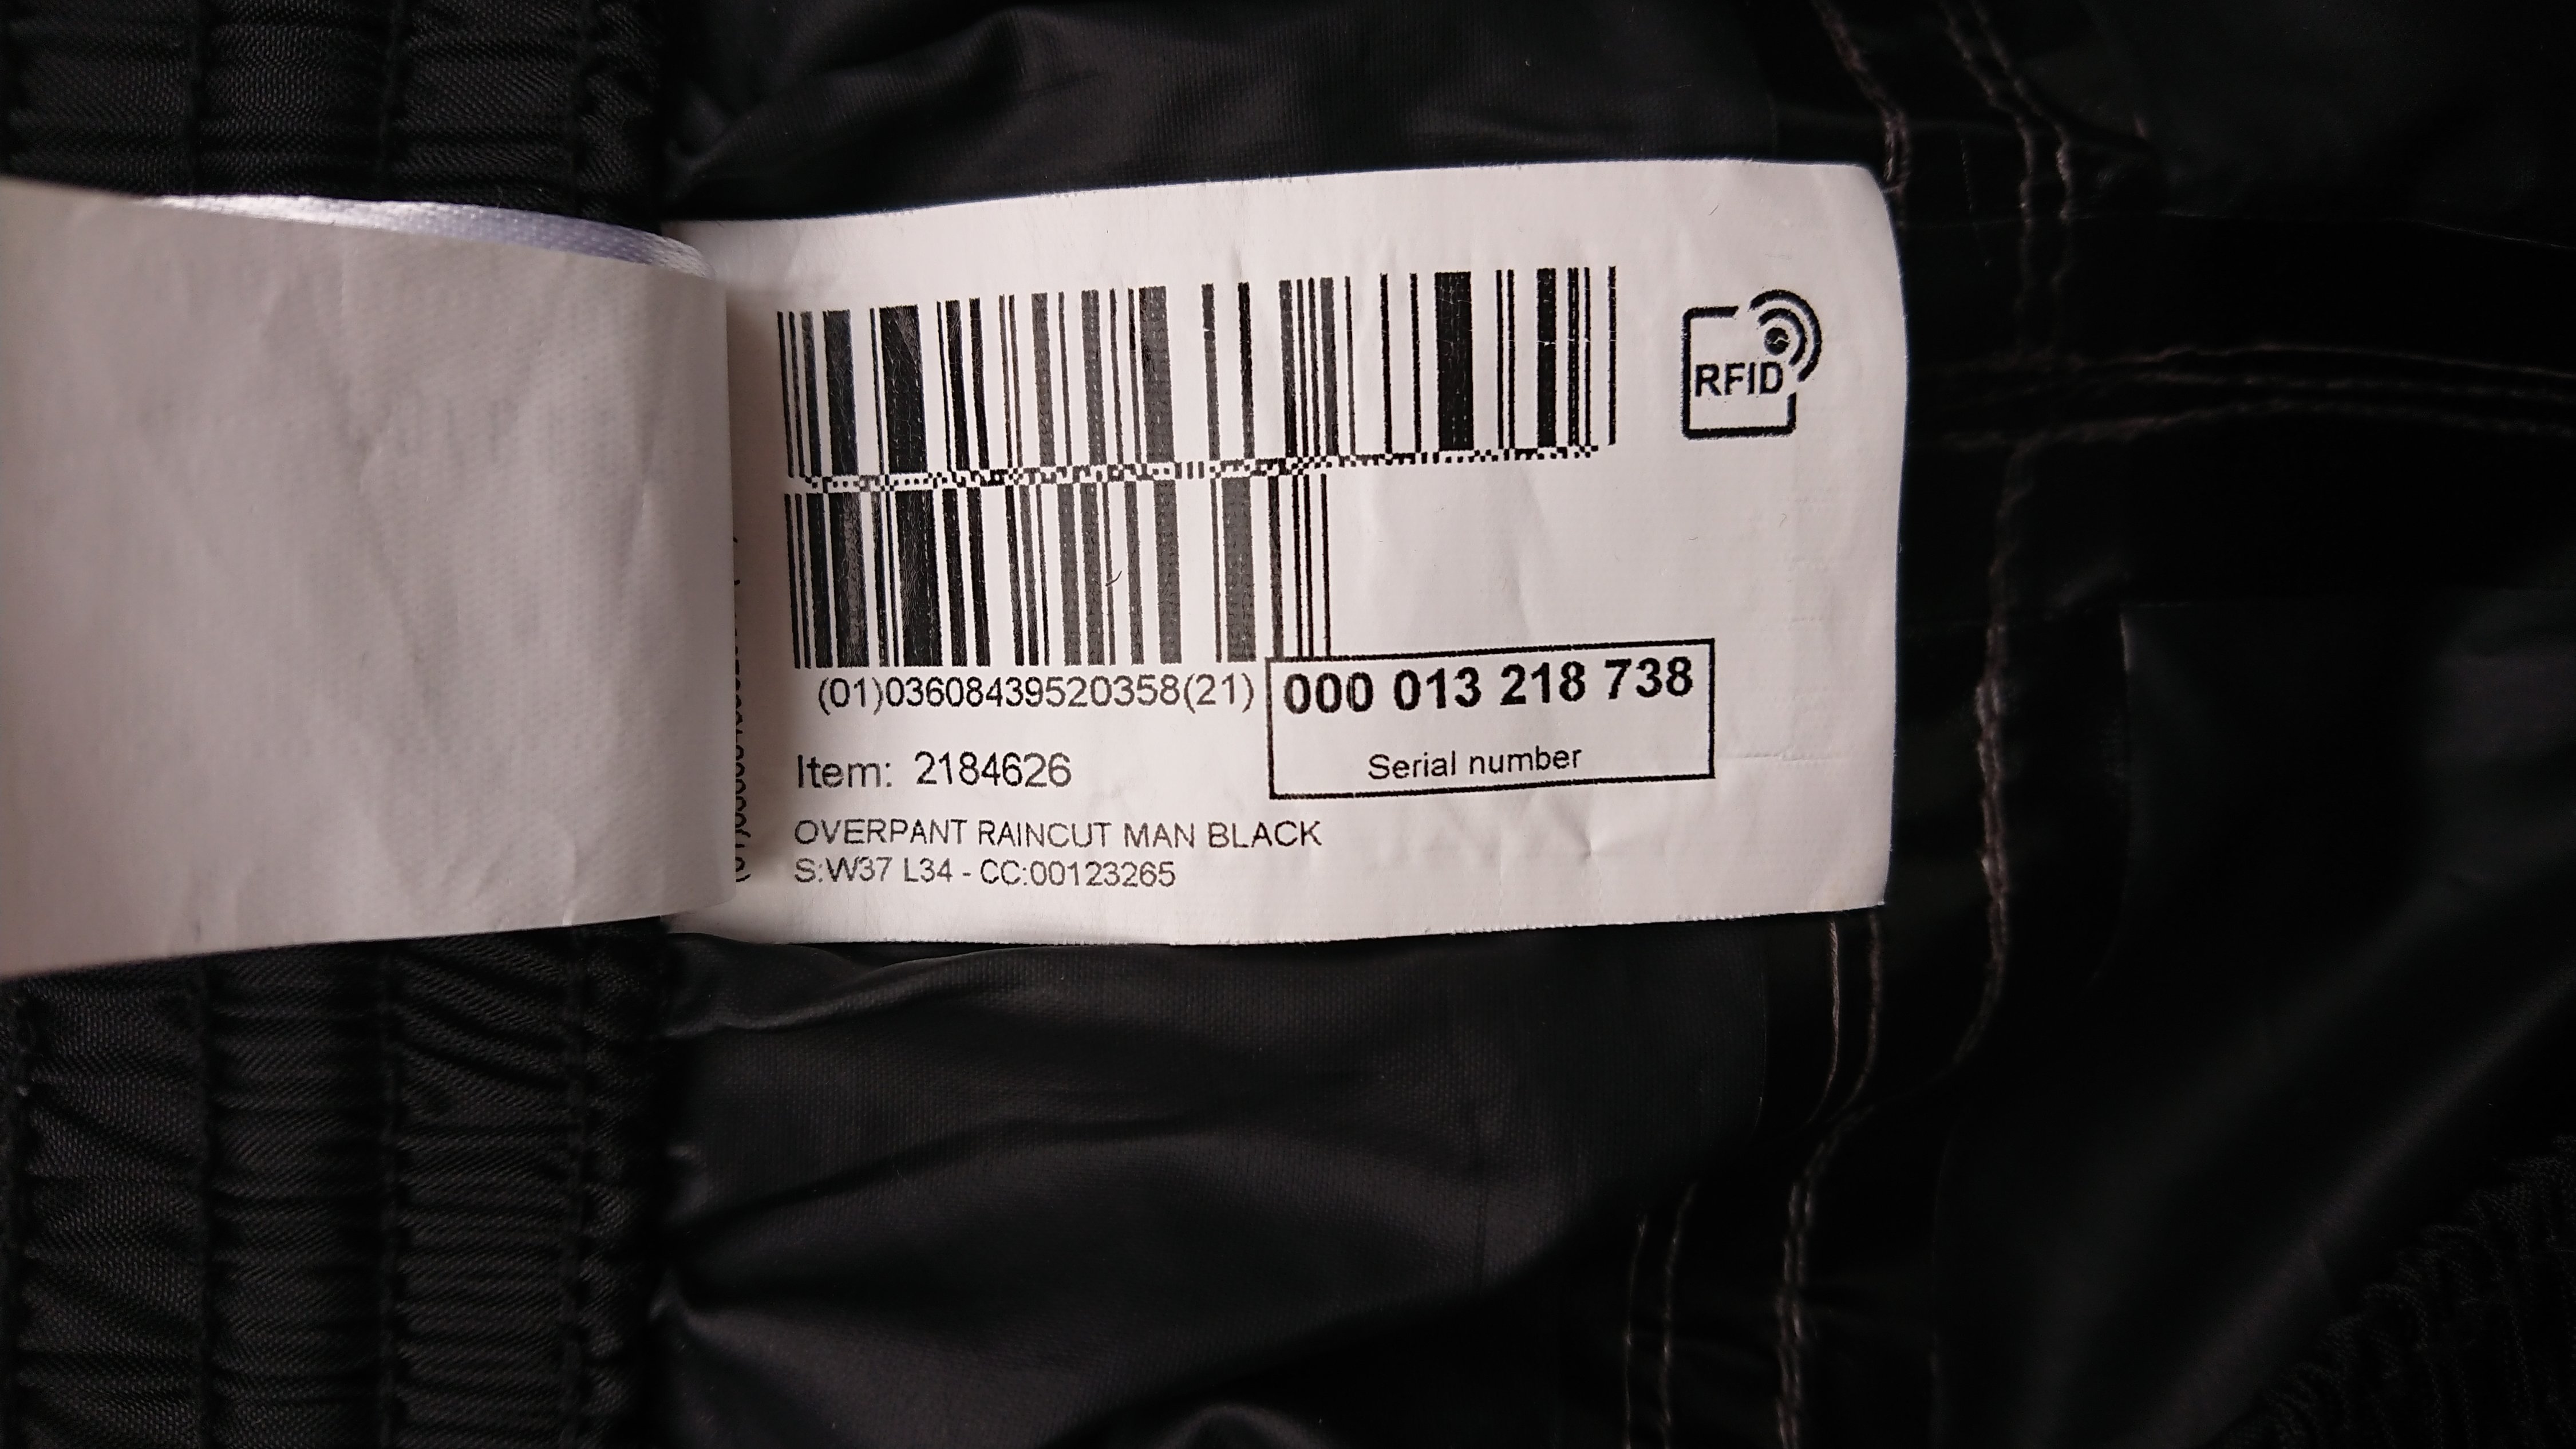 RFID
(01)03608439520358(21) 000 013 218 738
Serial number
Item: 2184626
OVERPANT RAINCUT MAN BLACK
S:W37 L34 - CC:00123265